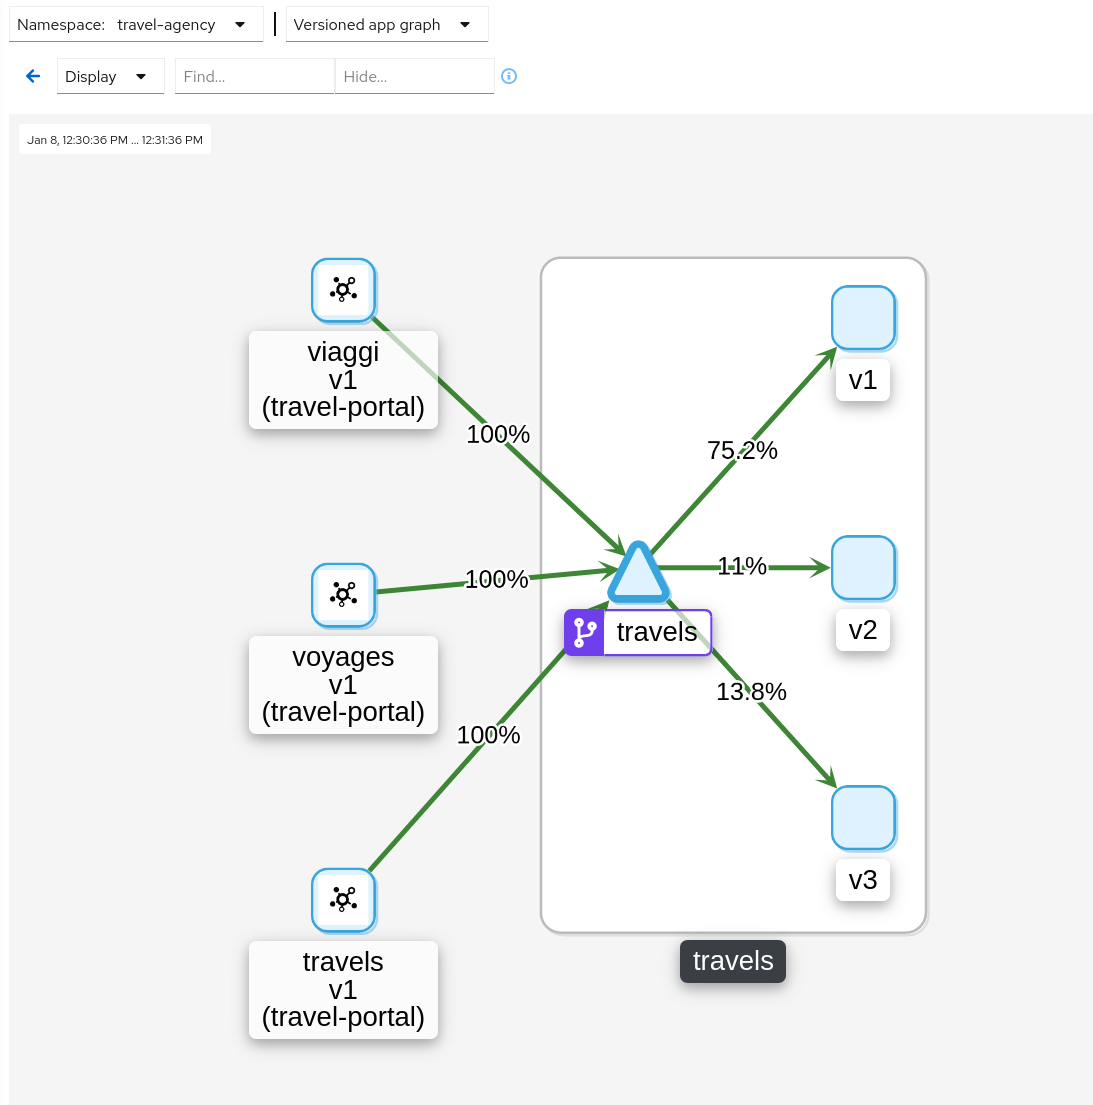 Namespace: travel-agency
Versioned app graph
Display
Find...
Hide...
Jan 8, 12:30:36 PM ... 12:31:36 PM
viaggi
v1
(travel-portal)
100%
75.2%
v1
voyages
v1
(travel-portal)
100%
travels
11%
v2
100%
13.8%
travels
v1
(travel-portal)
v3
travels